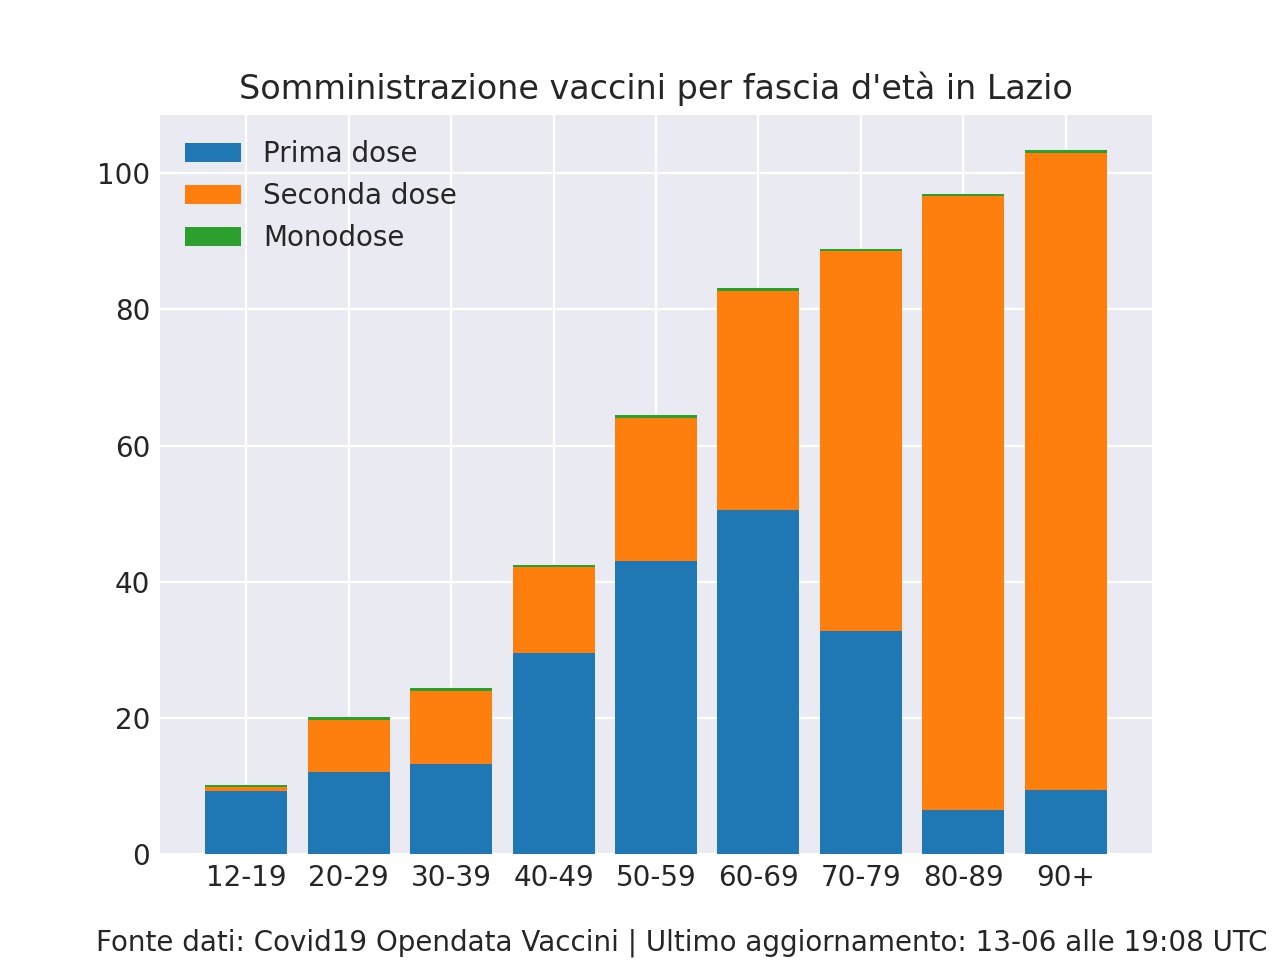 Somministrazione vaccini per fascia d'età in Lazio
Prima dose
Seconda dose
Monodose
100
80
60
40
20
0
12-19 20-29 30-39 40-49 50-59 60-69 70-79 80-89 90+
Fonte dati: Covid19 Opendata Vaccini | Ultimo aggiornamento: 13-06 alle 19:08 UTC